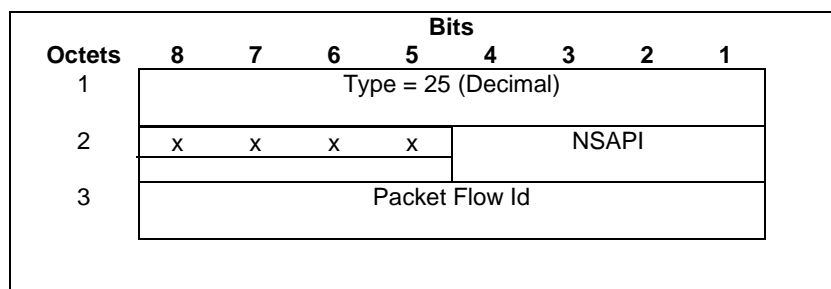 Bits
Octets 8 7 6 5 4 3 2 1
1 Type = 25 (Decimal)
2 x x x x NSAPI
3 Packet Flow Id